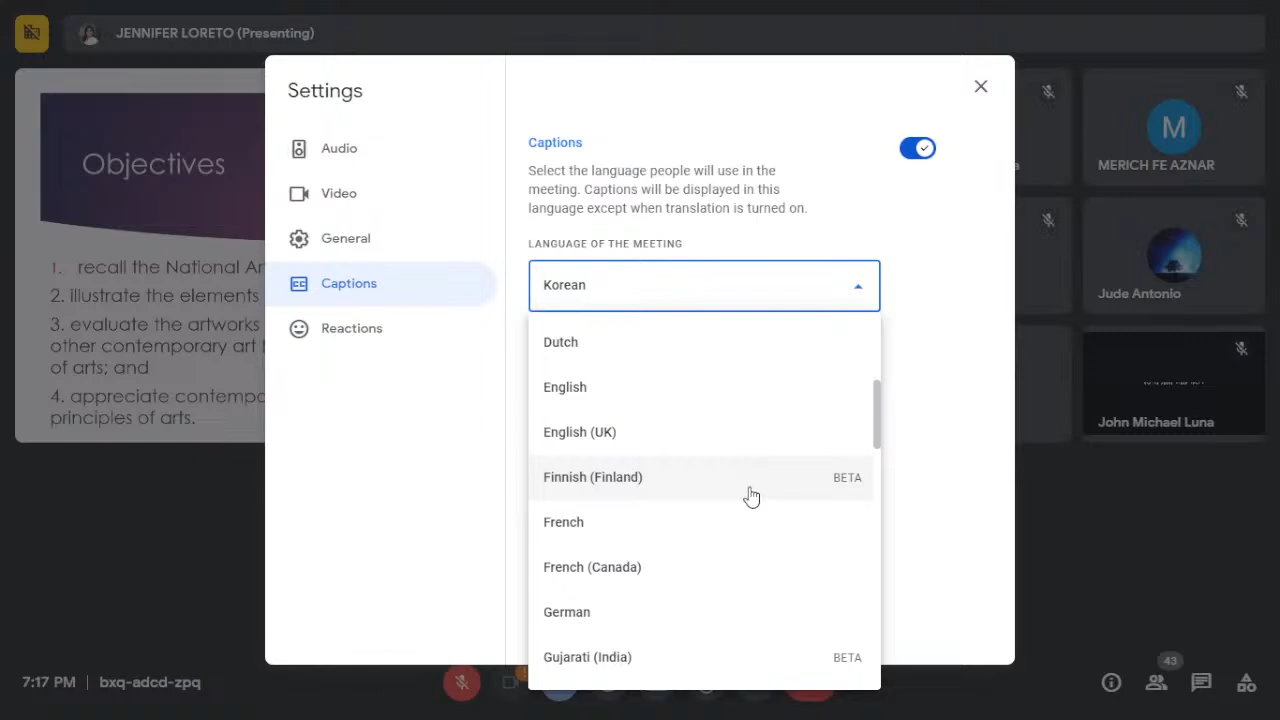 JENNIFER LORETO (Presenting)
Objectives
1. recall the National Ar
2. illustrate the elements
3. evaluate the artworks
other contemporary art
of arts; and
4. appreciate contempo
principles of arts.
Settings
Audio
Video
General
Captions
Reactions
Captions
Select the language people will use in the
meeting. Captions will be displayed in this
language except when translation is turned on.
LANGUAGE OF THE MEETING
Korean
Dutch
English
English (UK)
Finnish (Finland) BETA
French
French (Canada)
German
Gujarati (India) BETA
a
M
MERICH FE AZNAR
Jude Antonio
John Michael Luna
7:17 PM | bxq-adcd-zpq
43